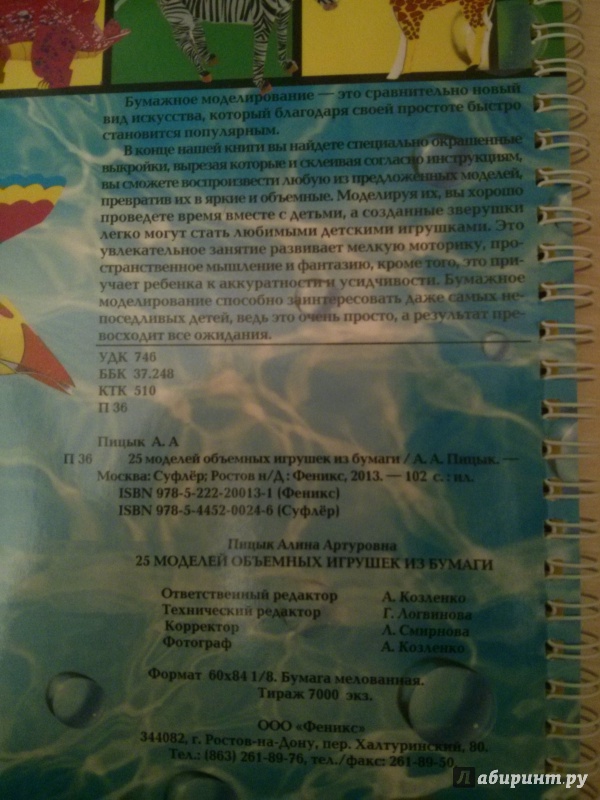 Бумажное моделирование — это сравнительно новый
вид искусства, который благодаря своей простоте быстро
становится популярным.
В конце нашей книги вы найдете специально окрашенные
выкройки, вырезая которые и склеивая согласно инструкциям,
вы сможете воспроизвести любую из предложенных моделей,
превратив их в яркие и объемные. Моделируя их, вы хорошо
проведете время вместе с детьми, а созданные зверушки
легко могут стать любимыми детскими игрушками. Это
увлекательное занятие развивает мелкую моторику, про-
странственное мышление и фантазию, кроме того, это при-
учает ребенка к аккуратности и усидчивости. Бумажное
моделирование способно заинтересовать даже самых не-
поседливых детей, ведь это очень просто, а результат пре-
восходит все ожидания.
УДК 746
ББК 37.248
КТК 510
П 36
Пицык А. А
П 36 25 моделей объемных игрушек из бумаги / А. А. Пицык. —
Москва: Суфлёр; Ростов н/Д : Феникс, 2013. — 102 с. : ил.
ISBN 978-5-222-20013-1 (Феникс)
ISBN 978-5-4452-0024-6 (Суфлёр)
Пицык Алина Артуровна
25 МОДЕЛЕЙ ОБЪЕМНЫХ ИГРУШЕК ИЗ БУМАГИ
Ответственный редактор А. Козленко
Технический редактор Г. Логвинова
Корректор Л. Смирнова
Фотограф А. Козленко
Формат 60х84 1/8. Бумага мелованная.
Тираж 7000 экз.
ООО «Феникс»
344082, г. Ростов-на-Дону, пер. Халтуринский, 80.
Тел.: (863) 261-89-76, тел./факс: 261-89-50.
Лабиринт.ру